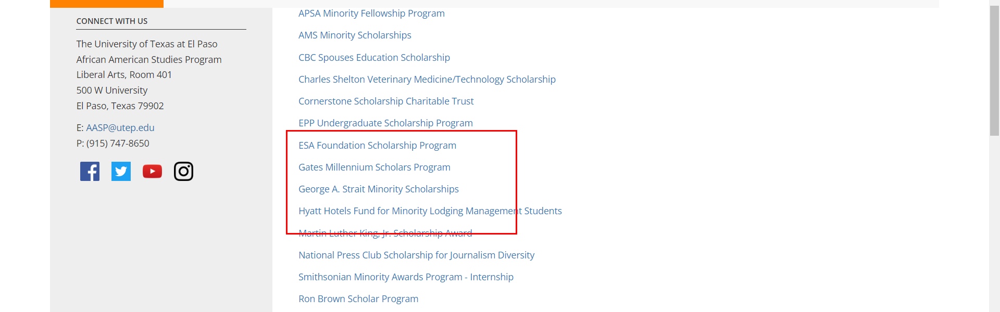 CONNECT WITH US
The University of Texas at El Paso
African American Studies Program
Liberal Arts, Room 401
500 W University
El Paso, Texas 79902
E: AASP@utep.edu
P: (915) 747-8650
APSA Minority Fellowship Program
AMS Minority Scholarships
CBC Spouses Education Scholarship
Charles Shelton Veterinary Medicine/Technology Scholarship
Cornerstone Scholarship Charitable Trust
EPP Undergraduate Scholarship Program
ESA Foundation Scholarship Program
Gates Millennium Scholars Program
George A. Strait Minority Scholarships
Hyatt Hotels Fund for Minority Lodging Management Students
Martin Luther King, Jr. Scholarship Award
National Press Club Scholarship for Journalism Diversity
Smithsonian Minority Awards Program - Internship
Ron Brown Scholar Program